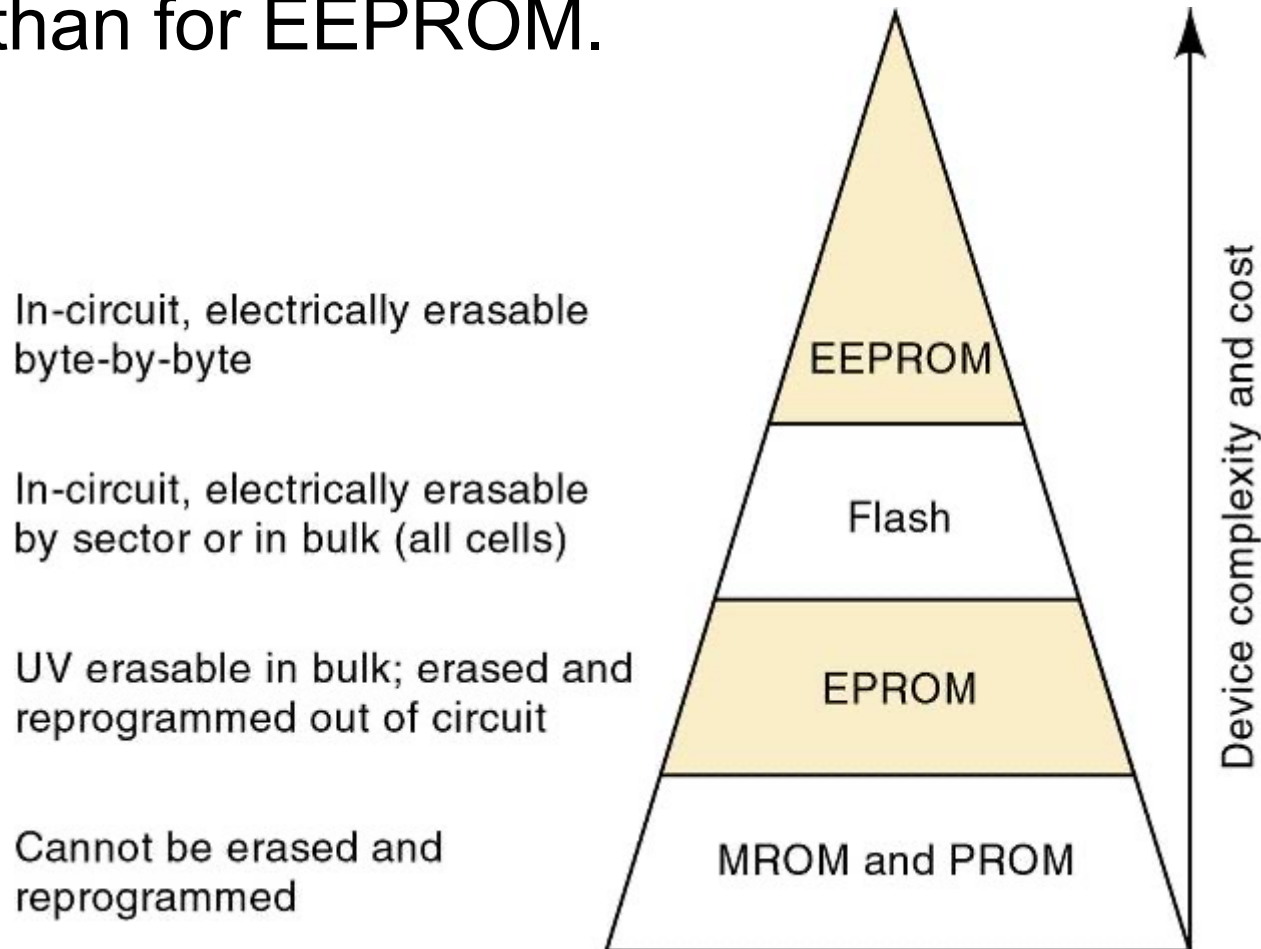 than for EEPROM.
In-circuit, electrically erasable
byte-by-byte
EEPROM
In-circuit, electrically erasable
by sector or in bulk (all cells)
Flash
UV erasable in bulk; erased and
reprogrammed out of circuit
EPROM
Cannot be erased and
reprogrammed
MROM and PROM
Device complexity and cost